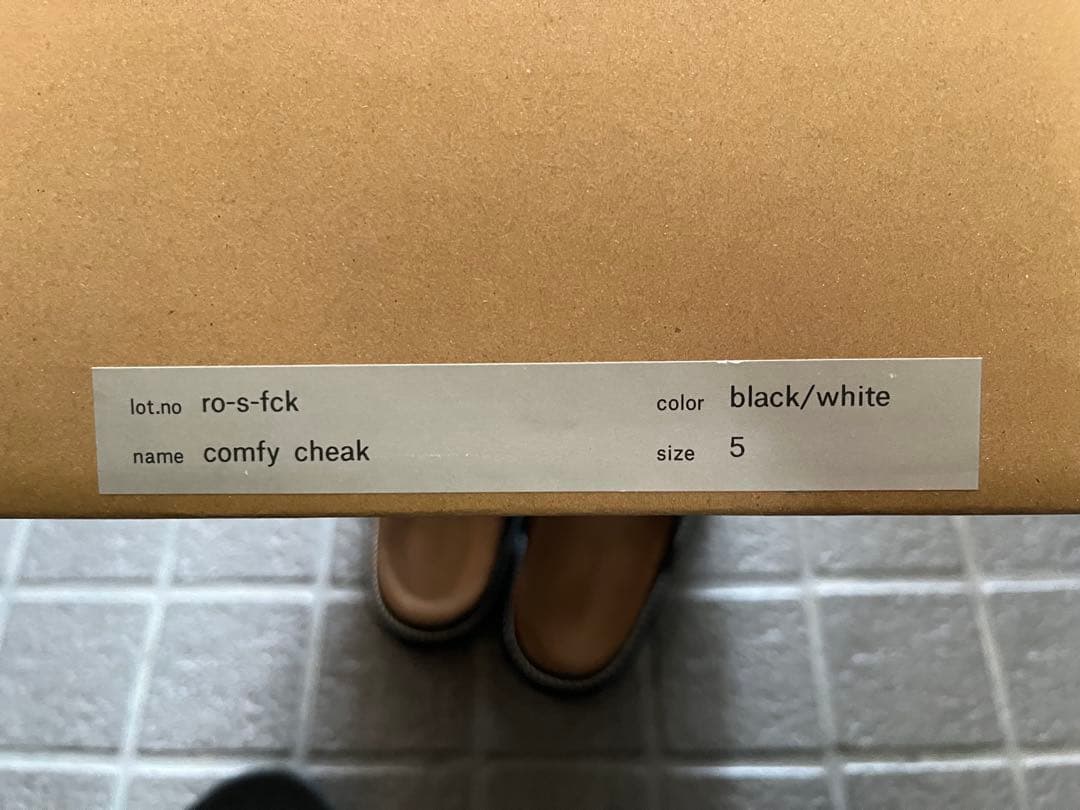 lot.no ro-s-fck color black/white
name comfy cheak size 5